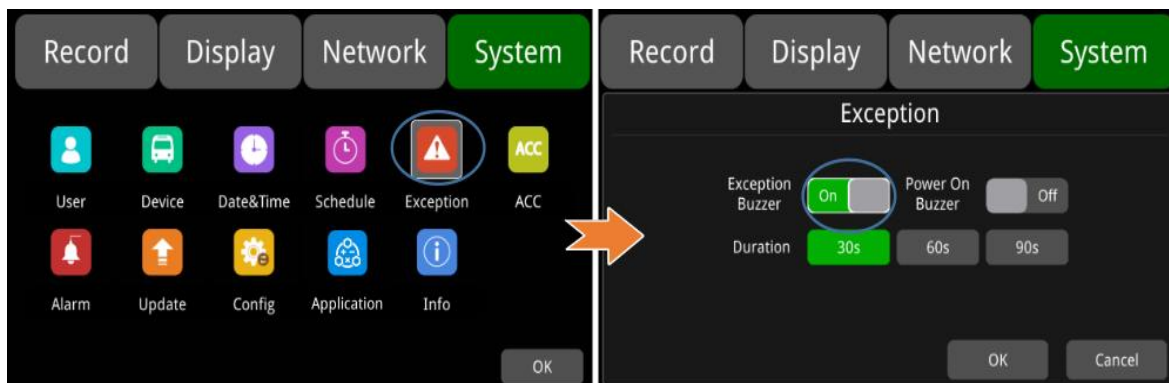 Record Display Network System
User Device Date&Time Schedule Exception ACC ACC
Alarm Update Config Application Info
OK
Record Display Network System
Exception
Exception
Buzzer
On
Power On
Buzzer
Off
Duration 30s 60s 90s
OK Cancel